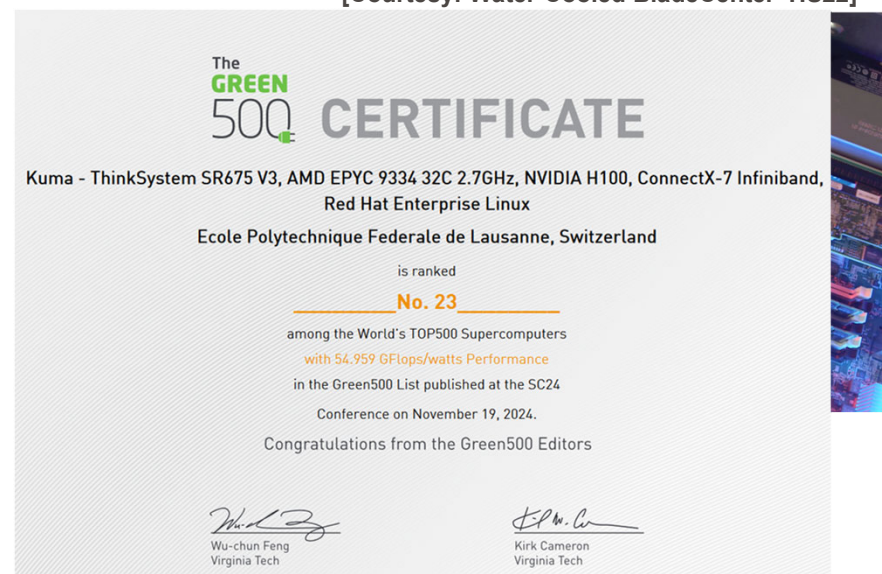 The
GREEN
500 CERTIFICATE
Kuma - ThinkSystem SR675 V3, AMD EPYC 9334 32C 2.7GHz, NVIDIA H100, ConnectX-7 Infiniband,
Red Hat Enterprise Linux
Ecole Polytechnique Federale de Lausanne, Switzerland
is ranked
No. 23
among the World's TOP500 Supercomputers
with 54.959 GFlops/watts Performance
in the Green500 List published at the SC24
Conference on November 19, 2024.
Congratulations from the Green500 Editors
Wu-chun Feng
Virginia Tech
Kirk Cameron
Virginia Tech